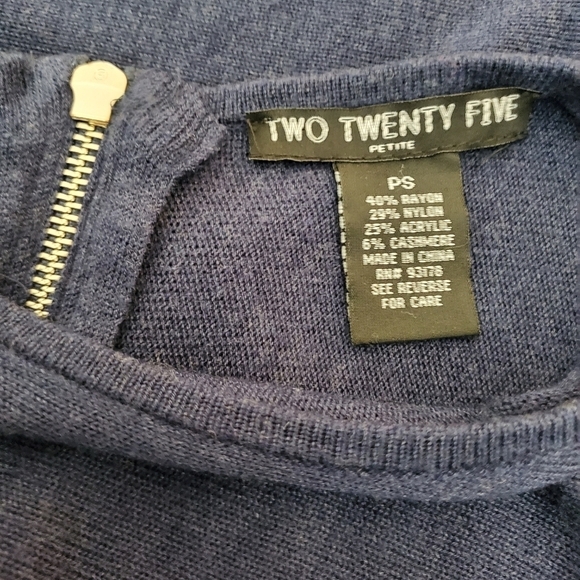 TWO TWENTY FIVE
PETITE
PS
40% RAYON
29% NYLON
25% ACRYLIC
6% CASHMERE
MADE IN CHINA
RN# 93178
SEE REVERSE
FOR CARE